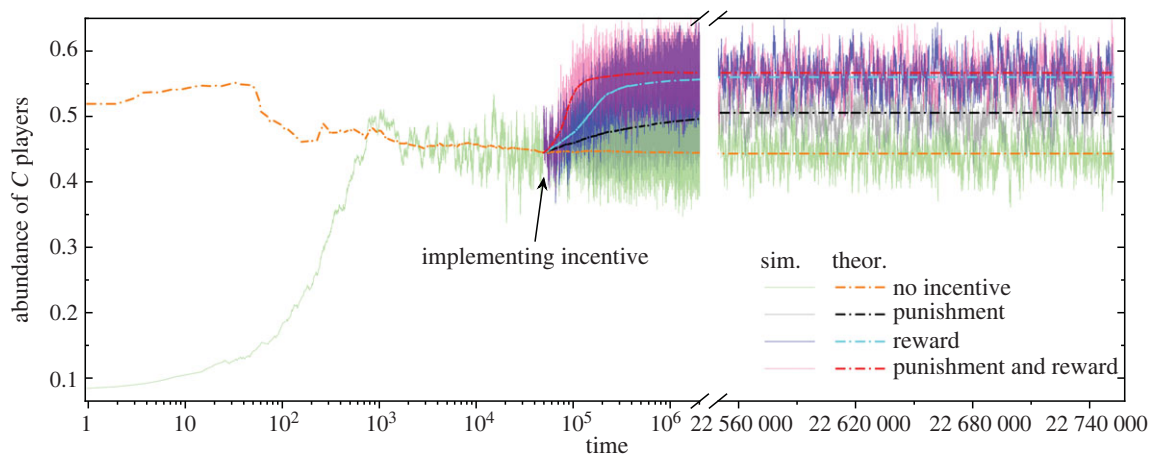 abundance of C players
0.6
0.5
0.4
0.3
0.2
0.1
implementing incentive
sim. theor.
no incentive
punishment
reward
punishment and reward
1 10 10² 10³ 10⁴ 10⁵ 10⁶ 22 560 000 22 620 000 22 680 000 22 740 000
time